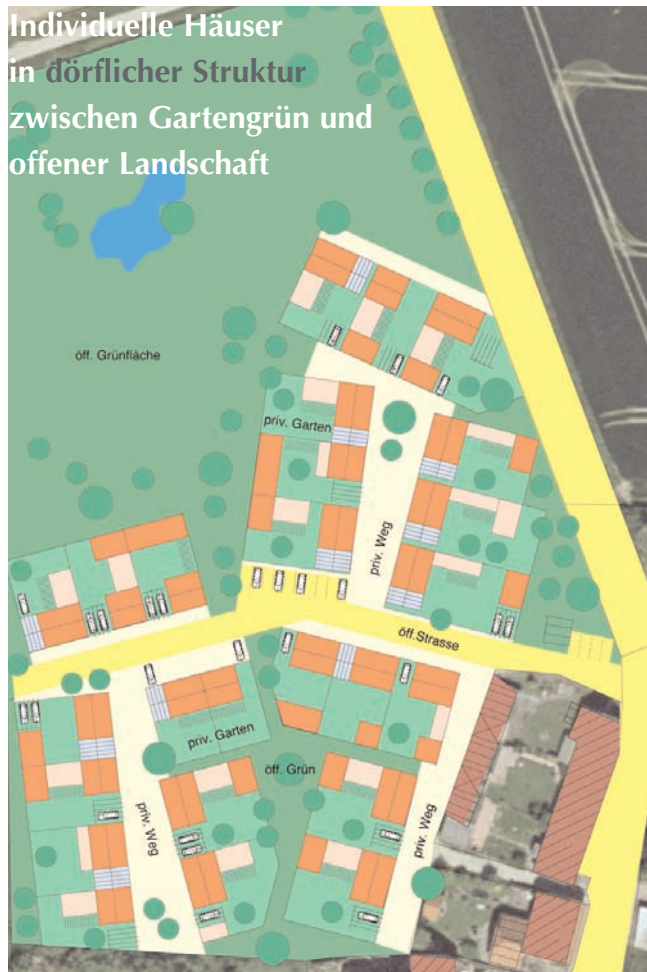 Individuelle Häuser
in dörflicher Struktur
zwischen Gartengrün und
offener Landschaft
öff. Grünfläche
priv. Garten
priv. Weg
öff.Strasse
priv. Garten
öff. Grün
priv. Weg
priv. Weg